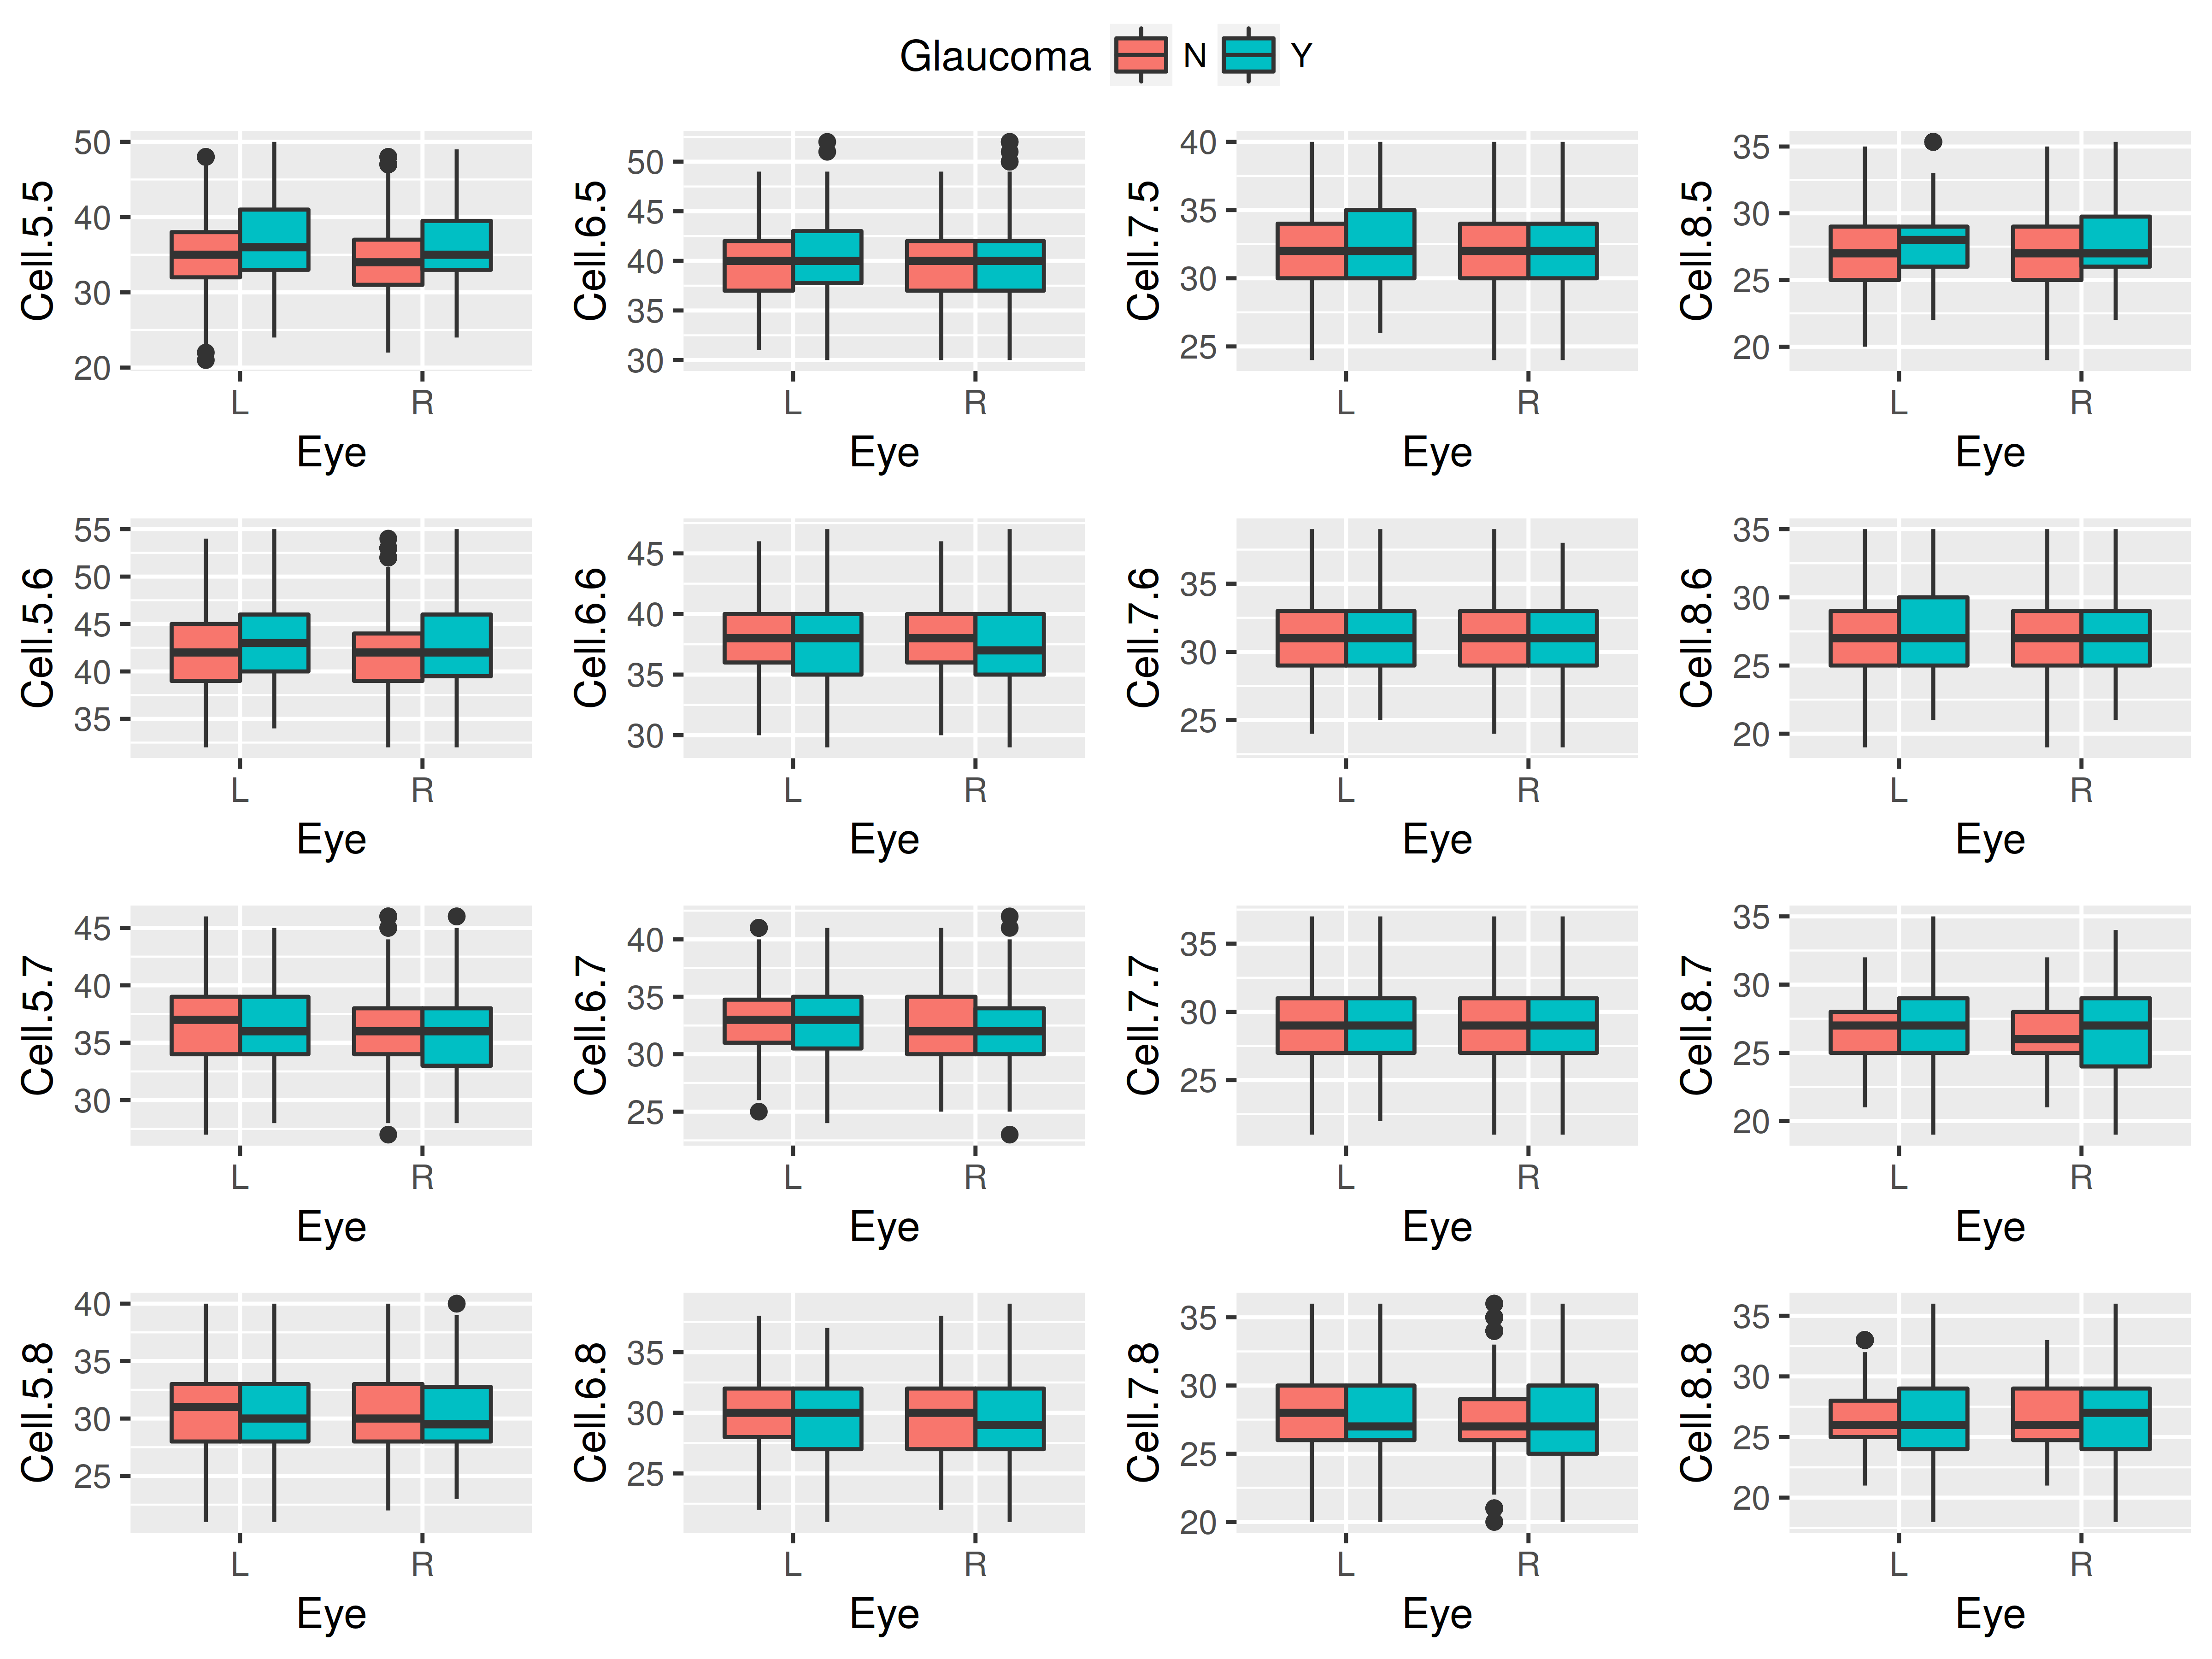 Glaucoma N Y
Cell.5.5
50
40
30
20
L R
Eye
Cell.6.5
50
45
40
35
30
L R
Eye
Cell.7.5
40
35
30
25
L R
Eye
Cell.8.5
35
30
25
20
L R
Eye
Cell.5.6
55
50
45
40
35
L R
Eye
Cell.6.6
45
40
35
30
L R
Eye
Cell.7.6
35
30
25
L R
Eye
Cell.8.6
35
30
25
20
L R
Eye
Cell.5.7
45
40
35
30
L R
Eye
Cell.6.7
40
35
30
25
L R
Eye
Cell.7.7
35
30
25
L R
Eye
Cell.8.7
35
30
25
20
L R
Eye
Cell.5.8
40
35
30
25
L R
Eye
Cell.6.8
35
30
25
L R
Eye
Cell.7.8
35
30
25
20
L R
Eye
Cell.8.8
35
30
25
20
L R
Eye